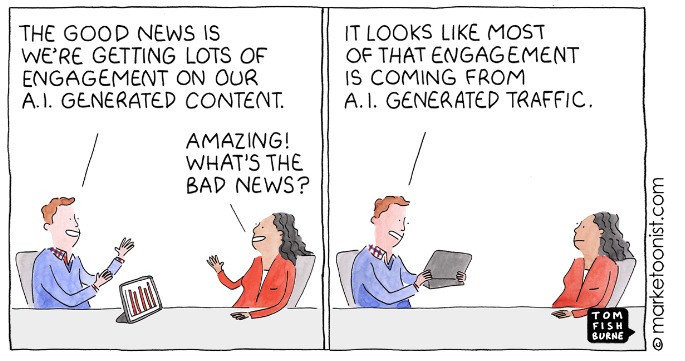 THE GOOD NEWS IS
WE'RE GETTING LOTS OF
ENGAGEMENT ON OUR
A.I. GENERATED CONTENT.
AMAZING!
WHAT'S THE
BAD NEWS?
IT LOOKS LIKE MOST
OF THAT ENGAGEMENT
IS COMING FROM
A.I. GENERATED TRAFFIC.
TOM
FISH
BURNE
© marketoonist.com